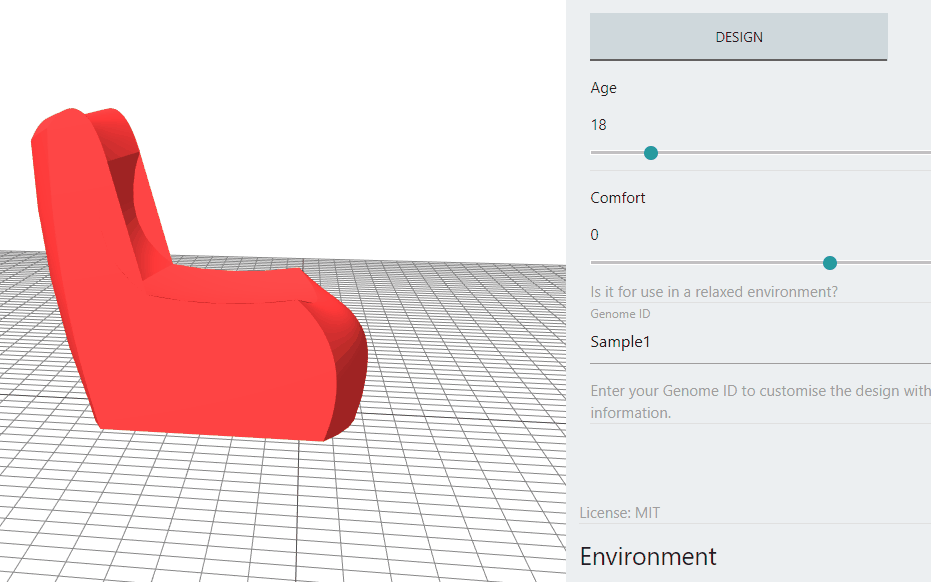 DESIGN
Age
18
Comfort
0
Is it for use in a relaxed environment?
Genome ID
Sample1
Enter your Genome ID to customise the design with
information.
License: MIT
Environment